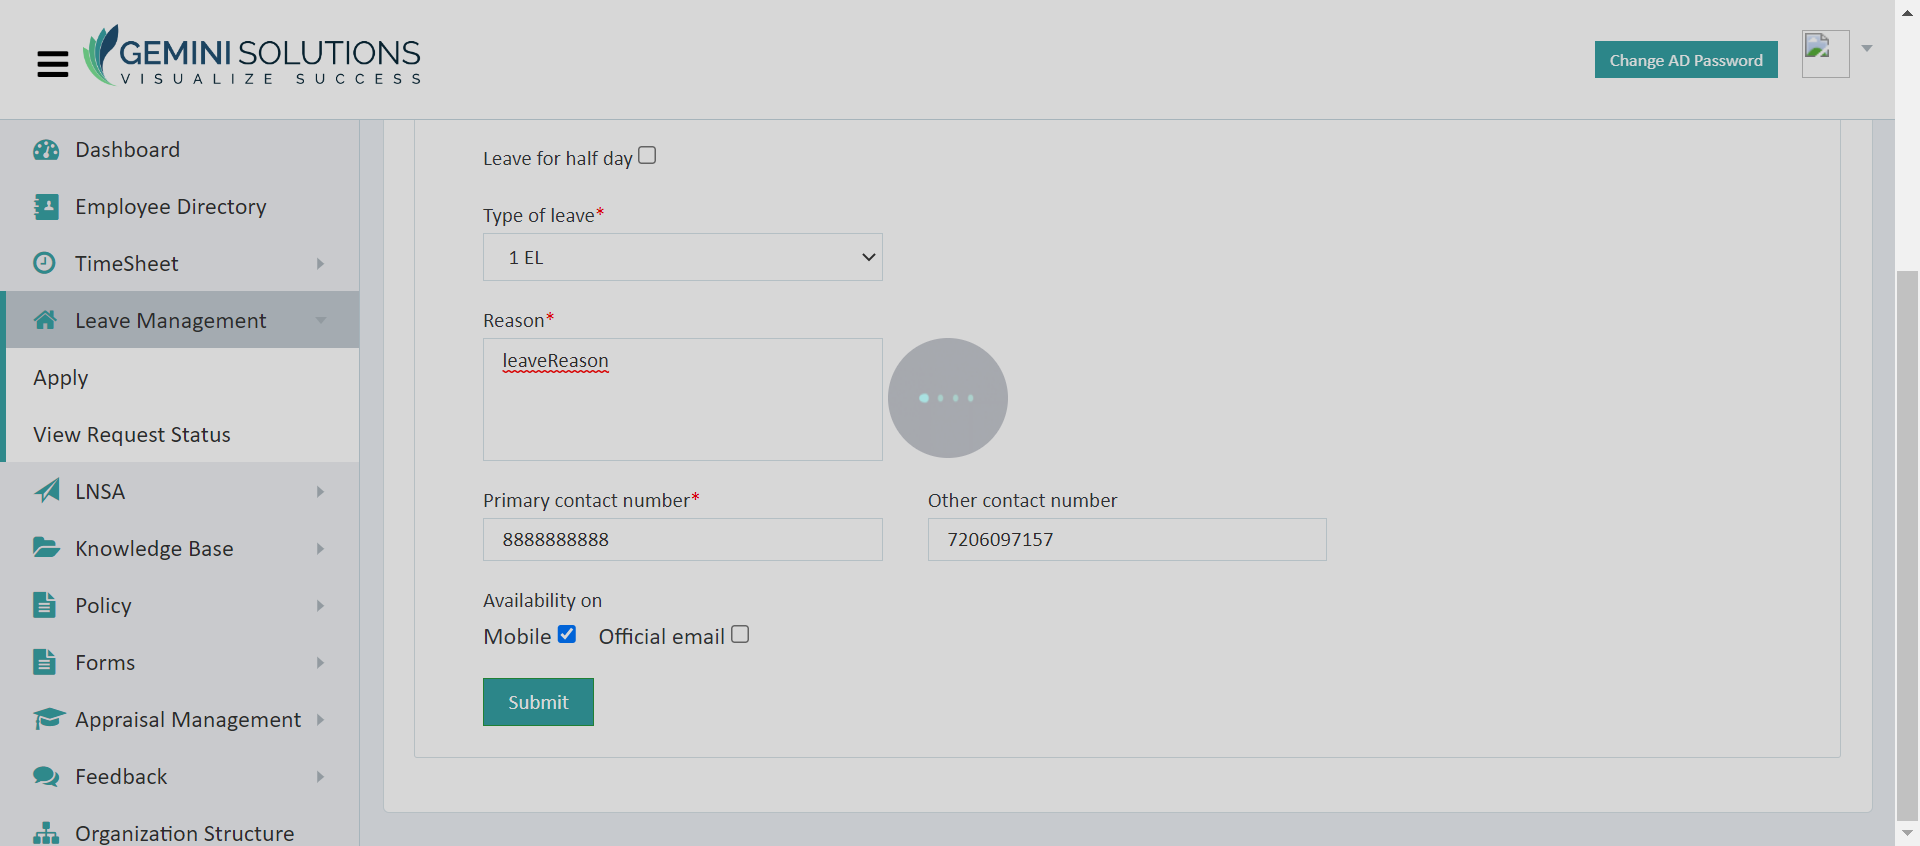 GEMINI SOLUTIONS
VISUALIZE SUCCESS
Change AD Password
Dashboard
Employee Directory
TimeSheet
Leave Management
Apply
View Request Status
LNSA
Knowledge Base
Policy
Forms
Appraisal Management
Feedback
Organization Structure
Leave for half day
Type of leave*
1 EL
Reason*
leaveReason
Primary contact number*
8888888888
Other contact number
7206097157
Availability on
Mobile
Official email
Submit